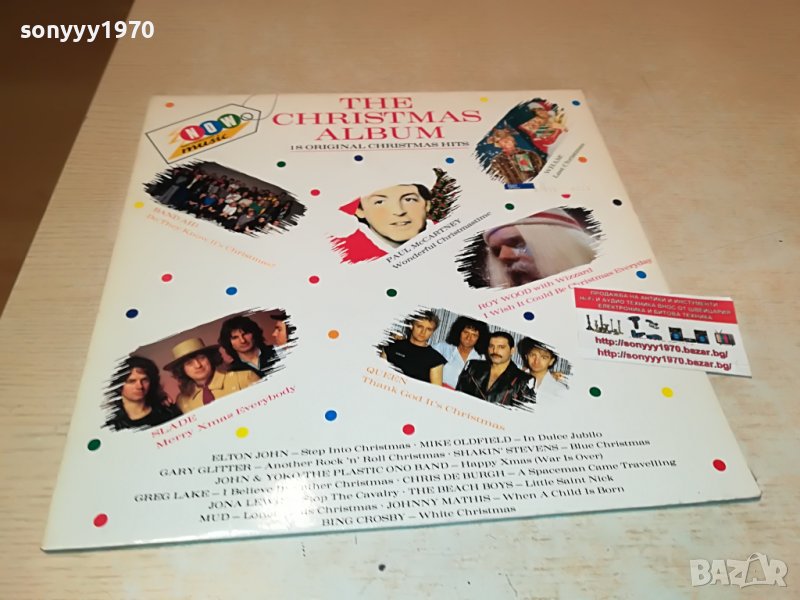 sonyyy1970
NOW
music
THE
CHRISTMAS
ALBUM
18 ORIGINAL CHRISTMAS HITS
WHAM!
Last Christmas
BAND AID
Do They Know It's Christmas?
PAUL McCARTNEY
Wonderful Christmastime
ROY WOOD with Wizzard
I Wish It Could Be Christmas Everyday
ПРОДАЖБА НА АНТИКИ И ИНСТУМЕНТИ
Hi-Fi И АУДИО ТЕХНИКА ВНОС ОТ ШВЕЙЦАРИЯ
ЕЛЕКТРОНИКА И БИТОВА ТЕХНИКА
http://sonyyy1970.bazar.bg/
http://sonyyy1970.bazar.bg/
SLADE
Merry Xmas Everybody
QUEEN
Thank God It's Christmas
ELTON JOHN – Step Into Christmas · MIKE OLDFIELD – In Dulce Jubilo
GARY GLITTER – Another Rock 'n' Roll Christmas · SHAKIN' STEVENS – Blue Christmas
JOHN & YOKO/THE PLASTIC ONO BAND – Happy Xmas (War Is Over)
GREG LAKE – I Believe In Father Christmas · CHRIS DE BURGH – A Spaceman Came Travelling
JONA LEWIE – Stop The Cavalry · THE BEACH BOYS – Little Saint Nick
MUD – Lonely This Christmas · JOHNNY MATHIS – When A Child Is Born
BING CROSBY – White Christmas
BAZAR